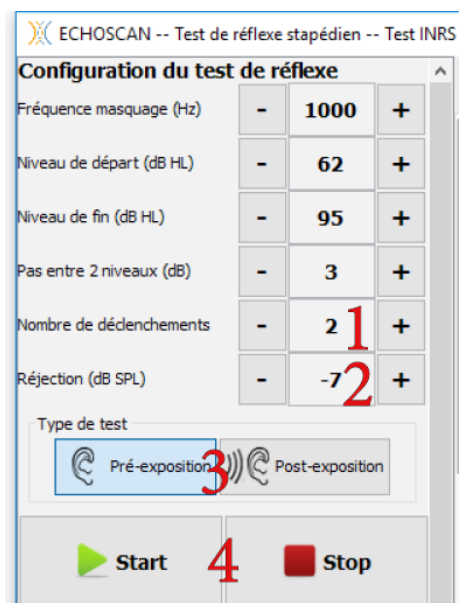 ECHOSCAN -- Test de réflexe stapédien -- Test INRS
Configuration du test de réflexe
Fréquence masquage (Hz) - 1000 +
Niveau de départ (dB HL) - 62 +
Niveau de fin (dB HL) - 95 +
Pas entre 2 niveaux (dB) - 3 +
Nombre de déclenchements - 2 1 +
Réjection (dB SPL) - -7 2 +
Type de test
Pré-exposition 3 Post-exposition
Start 4 Stop